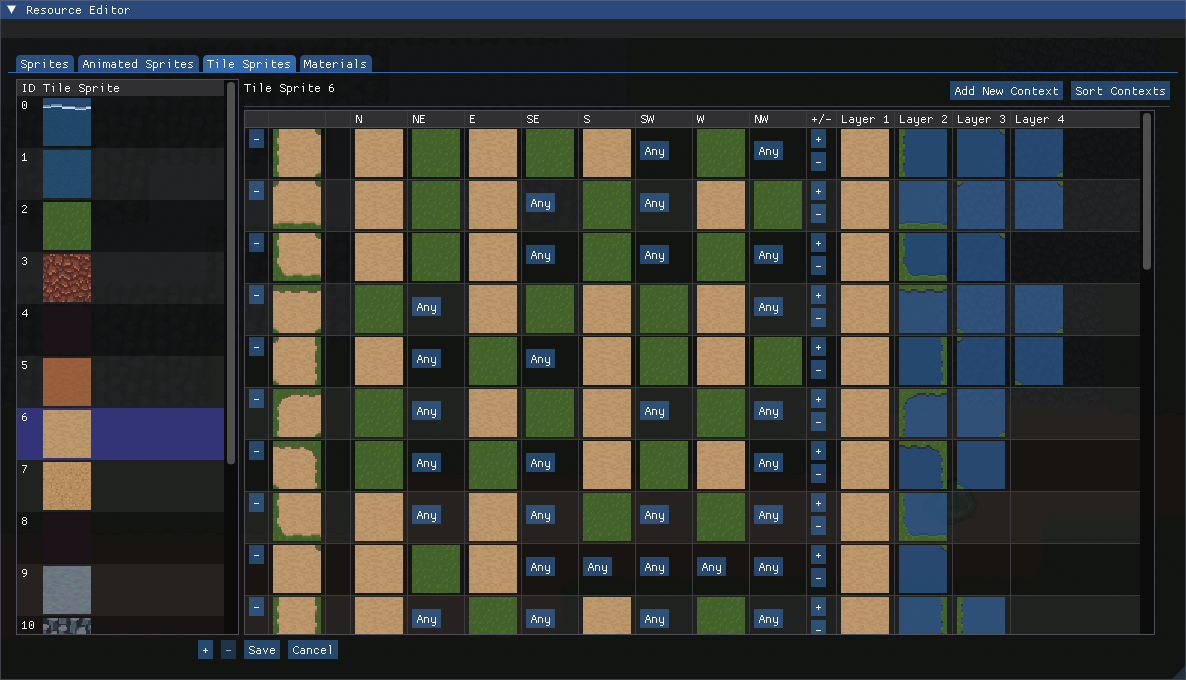 Resource Editor
Sprites Animated Sprites Tile Sprites Materials
ID Tile Sprite
0
1
2
3
4
5
6
7
8
9
10
Tile Sprite 6
Add New Context Sort Contexts
N NE E SE S SW W NW +/- Layer 1 Layer 2 Layer 3 Layer 4
- Any Any +
-
- Any Any +
-
- Any Any Any +
-
- Any Any +
-
- Any Any +
-
- Any Any Any +
-
- Any Any Any +
-
- Any Any Any Any +
-
- Any Any Any Any Any +
-
- Any Any Any Any +
-
+ - Save Cancel